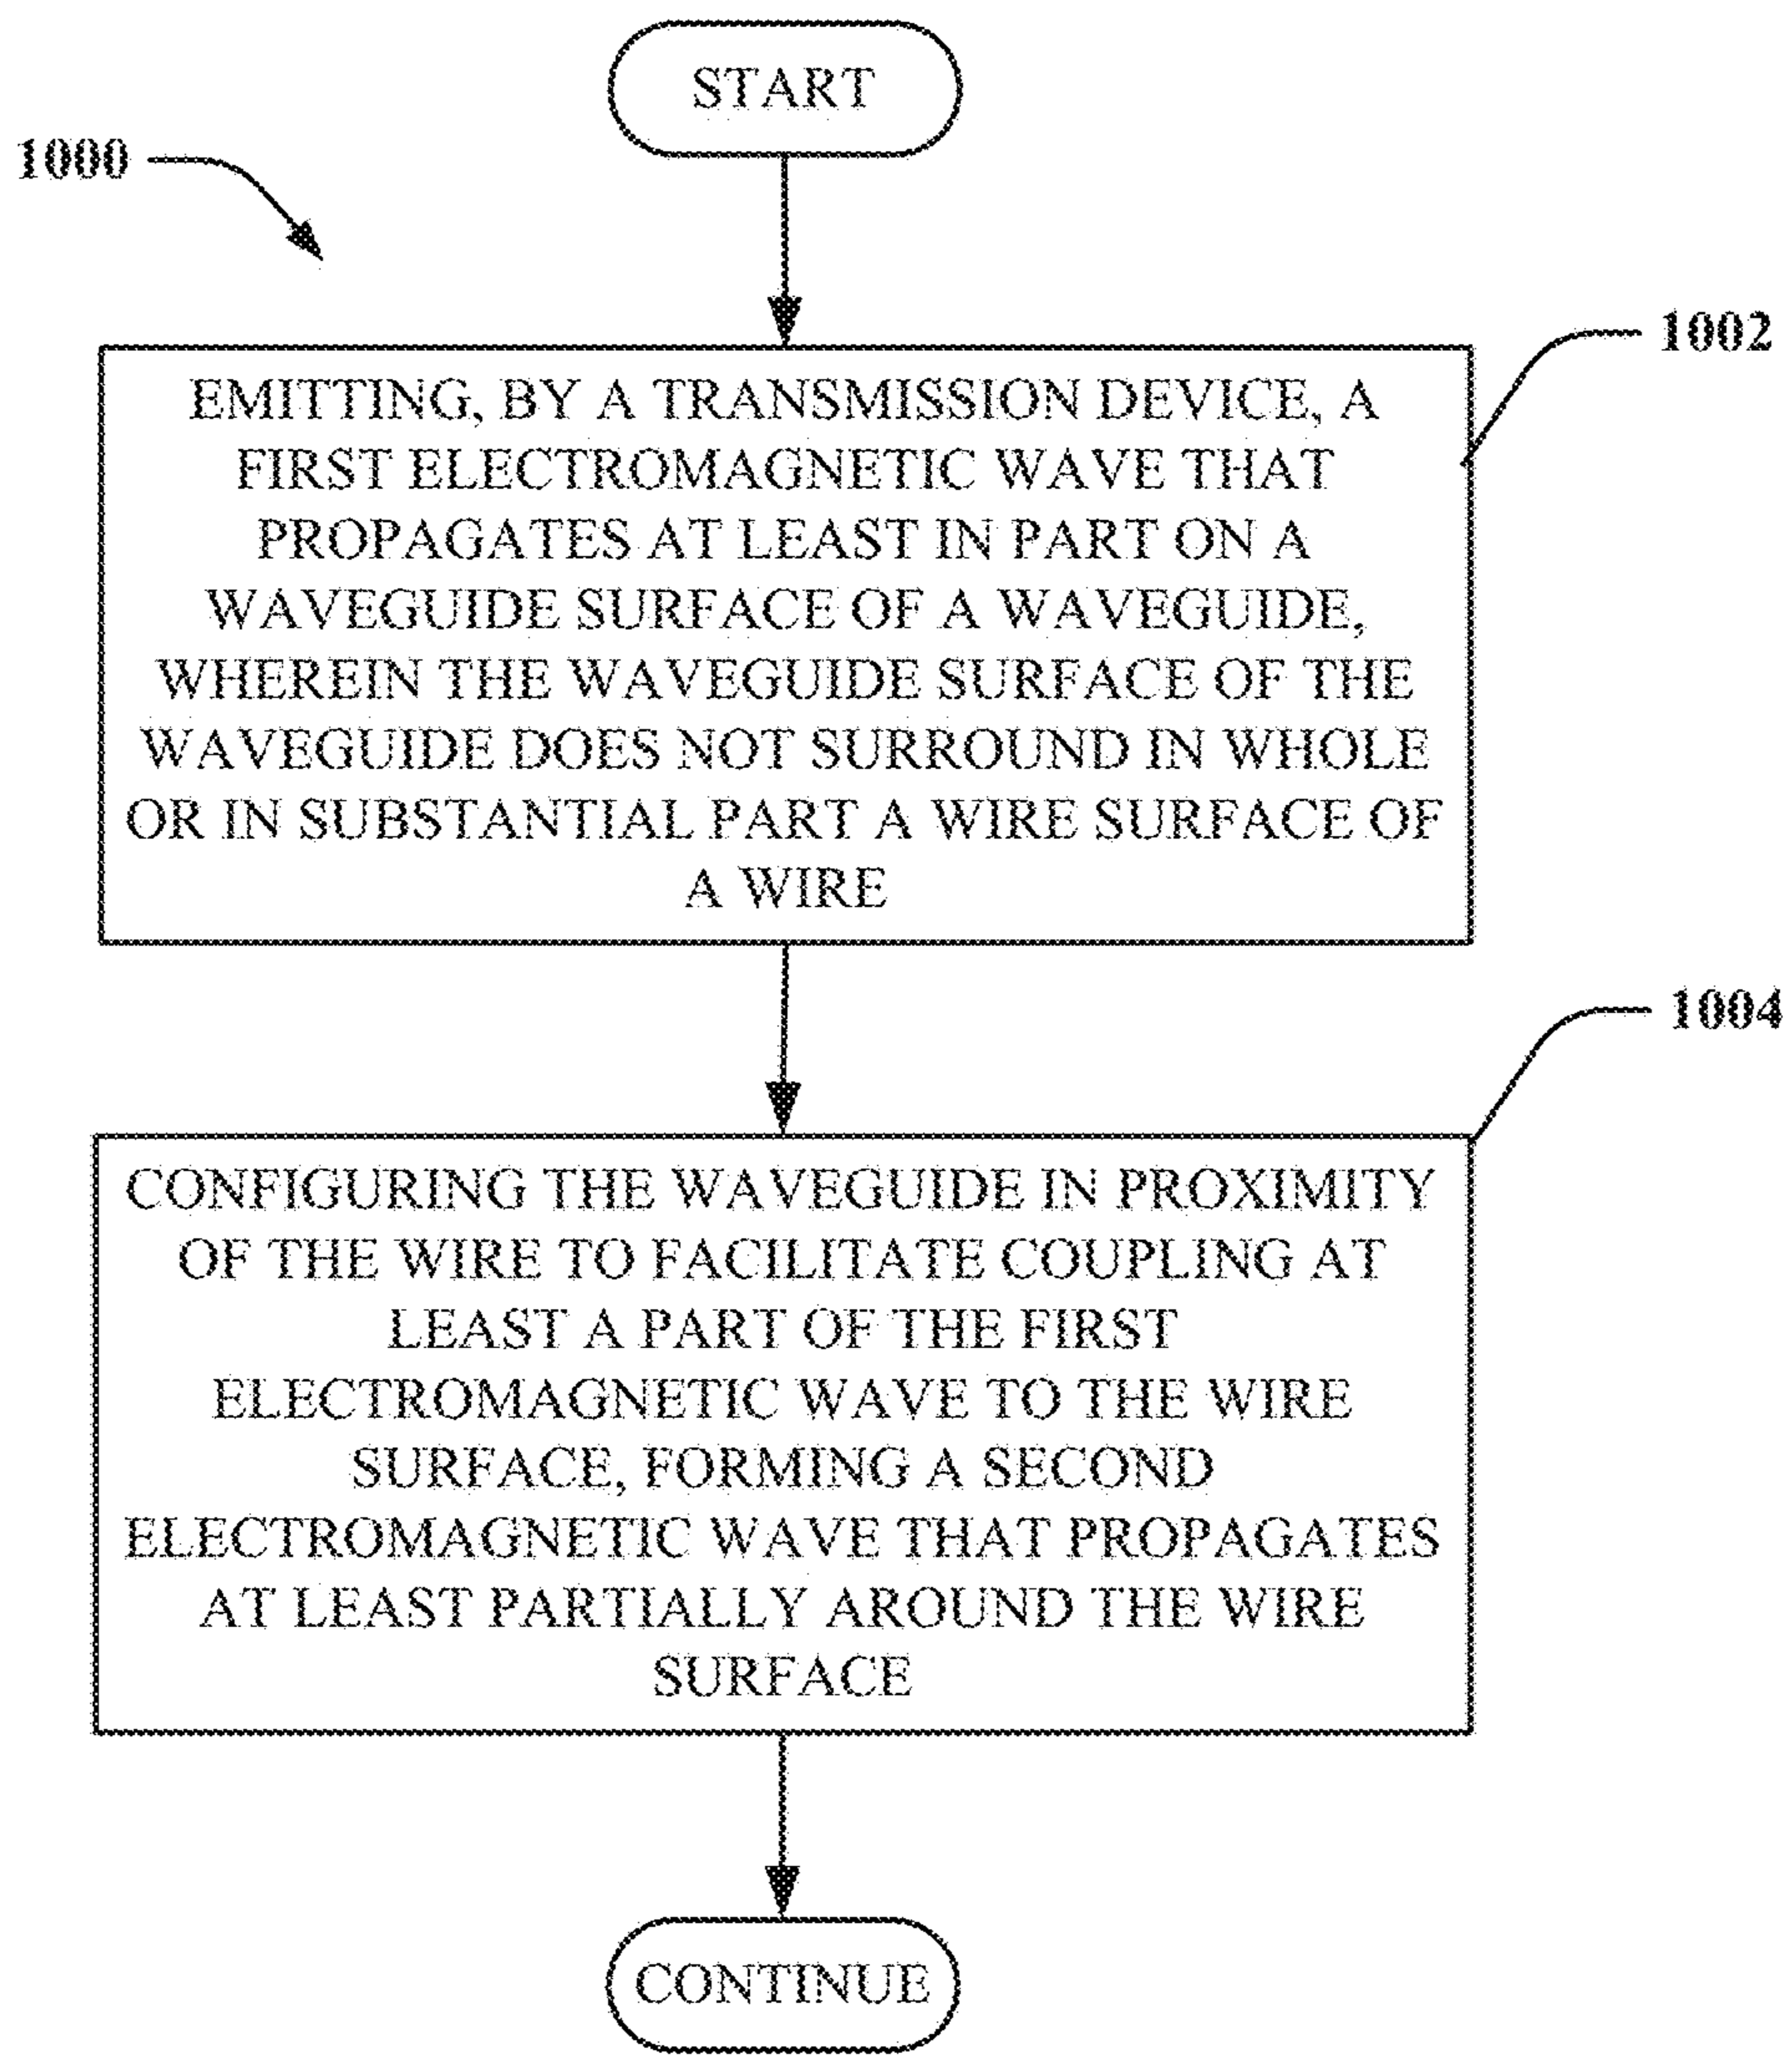 START
1000
1002
EMITTING, BY A TRANSMISSION DEVICE, A
FIRST ELECTROMAGNETIC WAVE THAT
PROPAGATES AT LEAST IN PART ON A
WAVEGUIDE SURFACE OF A WAVEGUIDE,
WHEREIN THE WAVEGUIDE SURFACE OF THE
WAVEGUIDE DOES NOT SURROUND IN WHOLE
OR IN SUBSTANTIAL PART A WIRE SURFACE OF
A WIRE
1004
CONFIGURING THE WAVEGUIDE IN PROXIMITY
OF THE WIRE TO FACILITATE COUPLING AT
LEAST A PART OF THE FIRST
ELECTROMAGNETIC WAVE TO THE WIRE
SURFACE, FORMING A SECOND
ELECTROMAGNETIC WAVE THAT PROPAGATES
AT LEAST PARTIALLY AROUND THE WIRE
SURFACE
CONTINUE